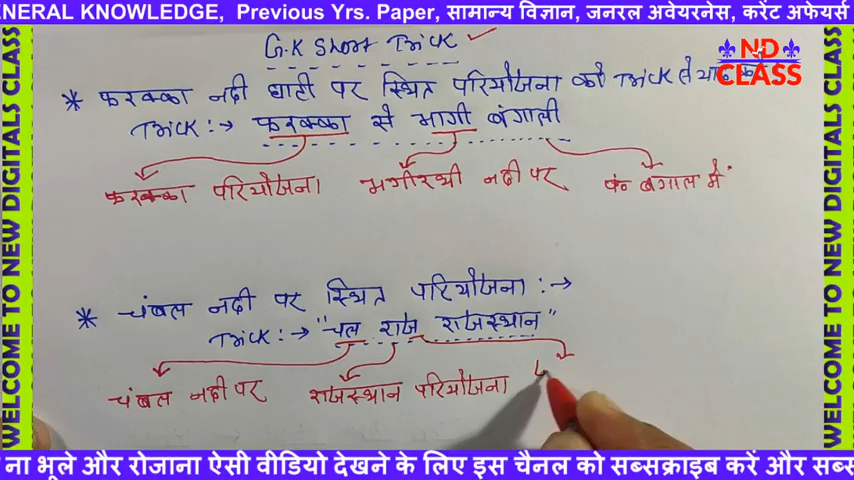 ENERAL KNOWLEDGE, Previous Yrs. Paper, सामान्य विज्ञान, जनरल अवेयरनेस, करेंट अफेयर्स
ND
CLASS
G.K Short Trick
* फरक्का नदी घाटी पर स्थित परियोजना को Trick से याद
Trick :→ फरक्का से भागी बंगाली
फरक्का परियोजना भगीरथी नदी पर प० बंगाल में
* चंबल नदी पर स्थित परियोजना :→
Trick :→ "चल राज राजस्थान"
चंबल नदी पर राजस्थान परियोजना
WELCOME TO NEW DIGITALS CLASS
WELCOME TO NEW DIGITALS CLASS
ना भूले और रोजाना ऐसी वीडियो देखने के लिए इस चैनल को सब्सक्राइब करें और सबस